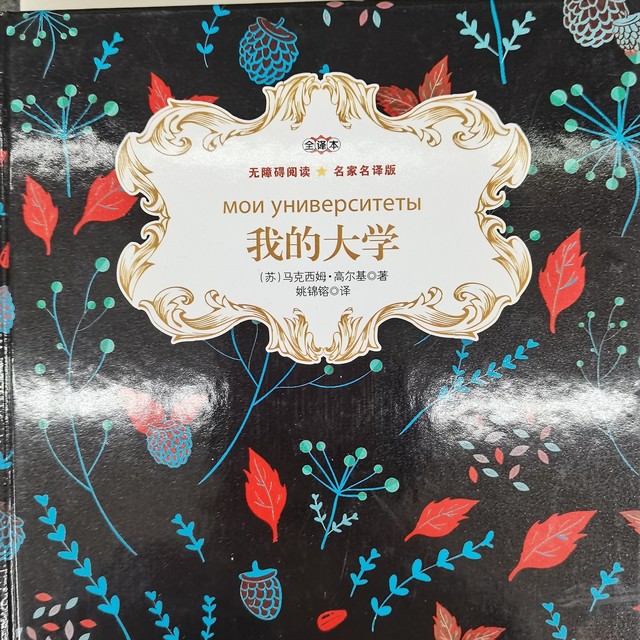 全译本
无障碍阅读 ★ 名家名译版
мои университеты
我的大学
(苏)马克西姆·高尔基◎著
姚锦镕◎译